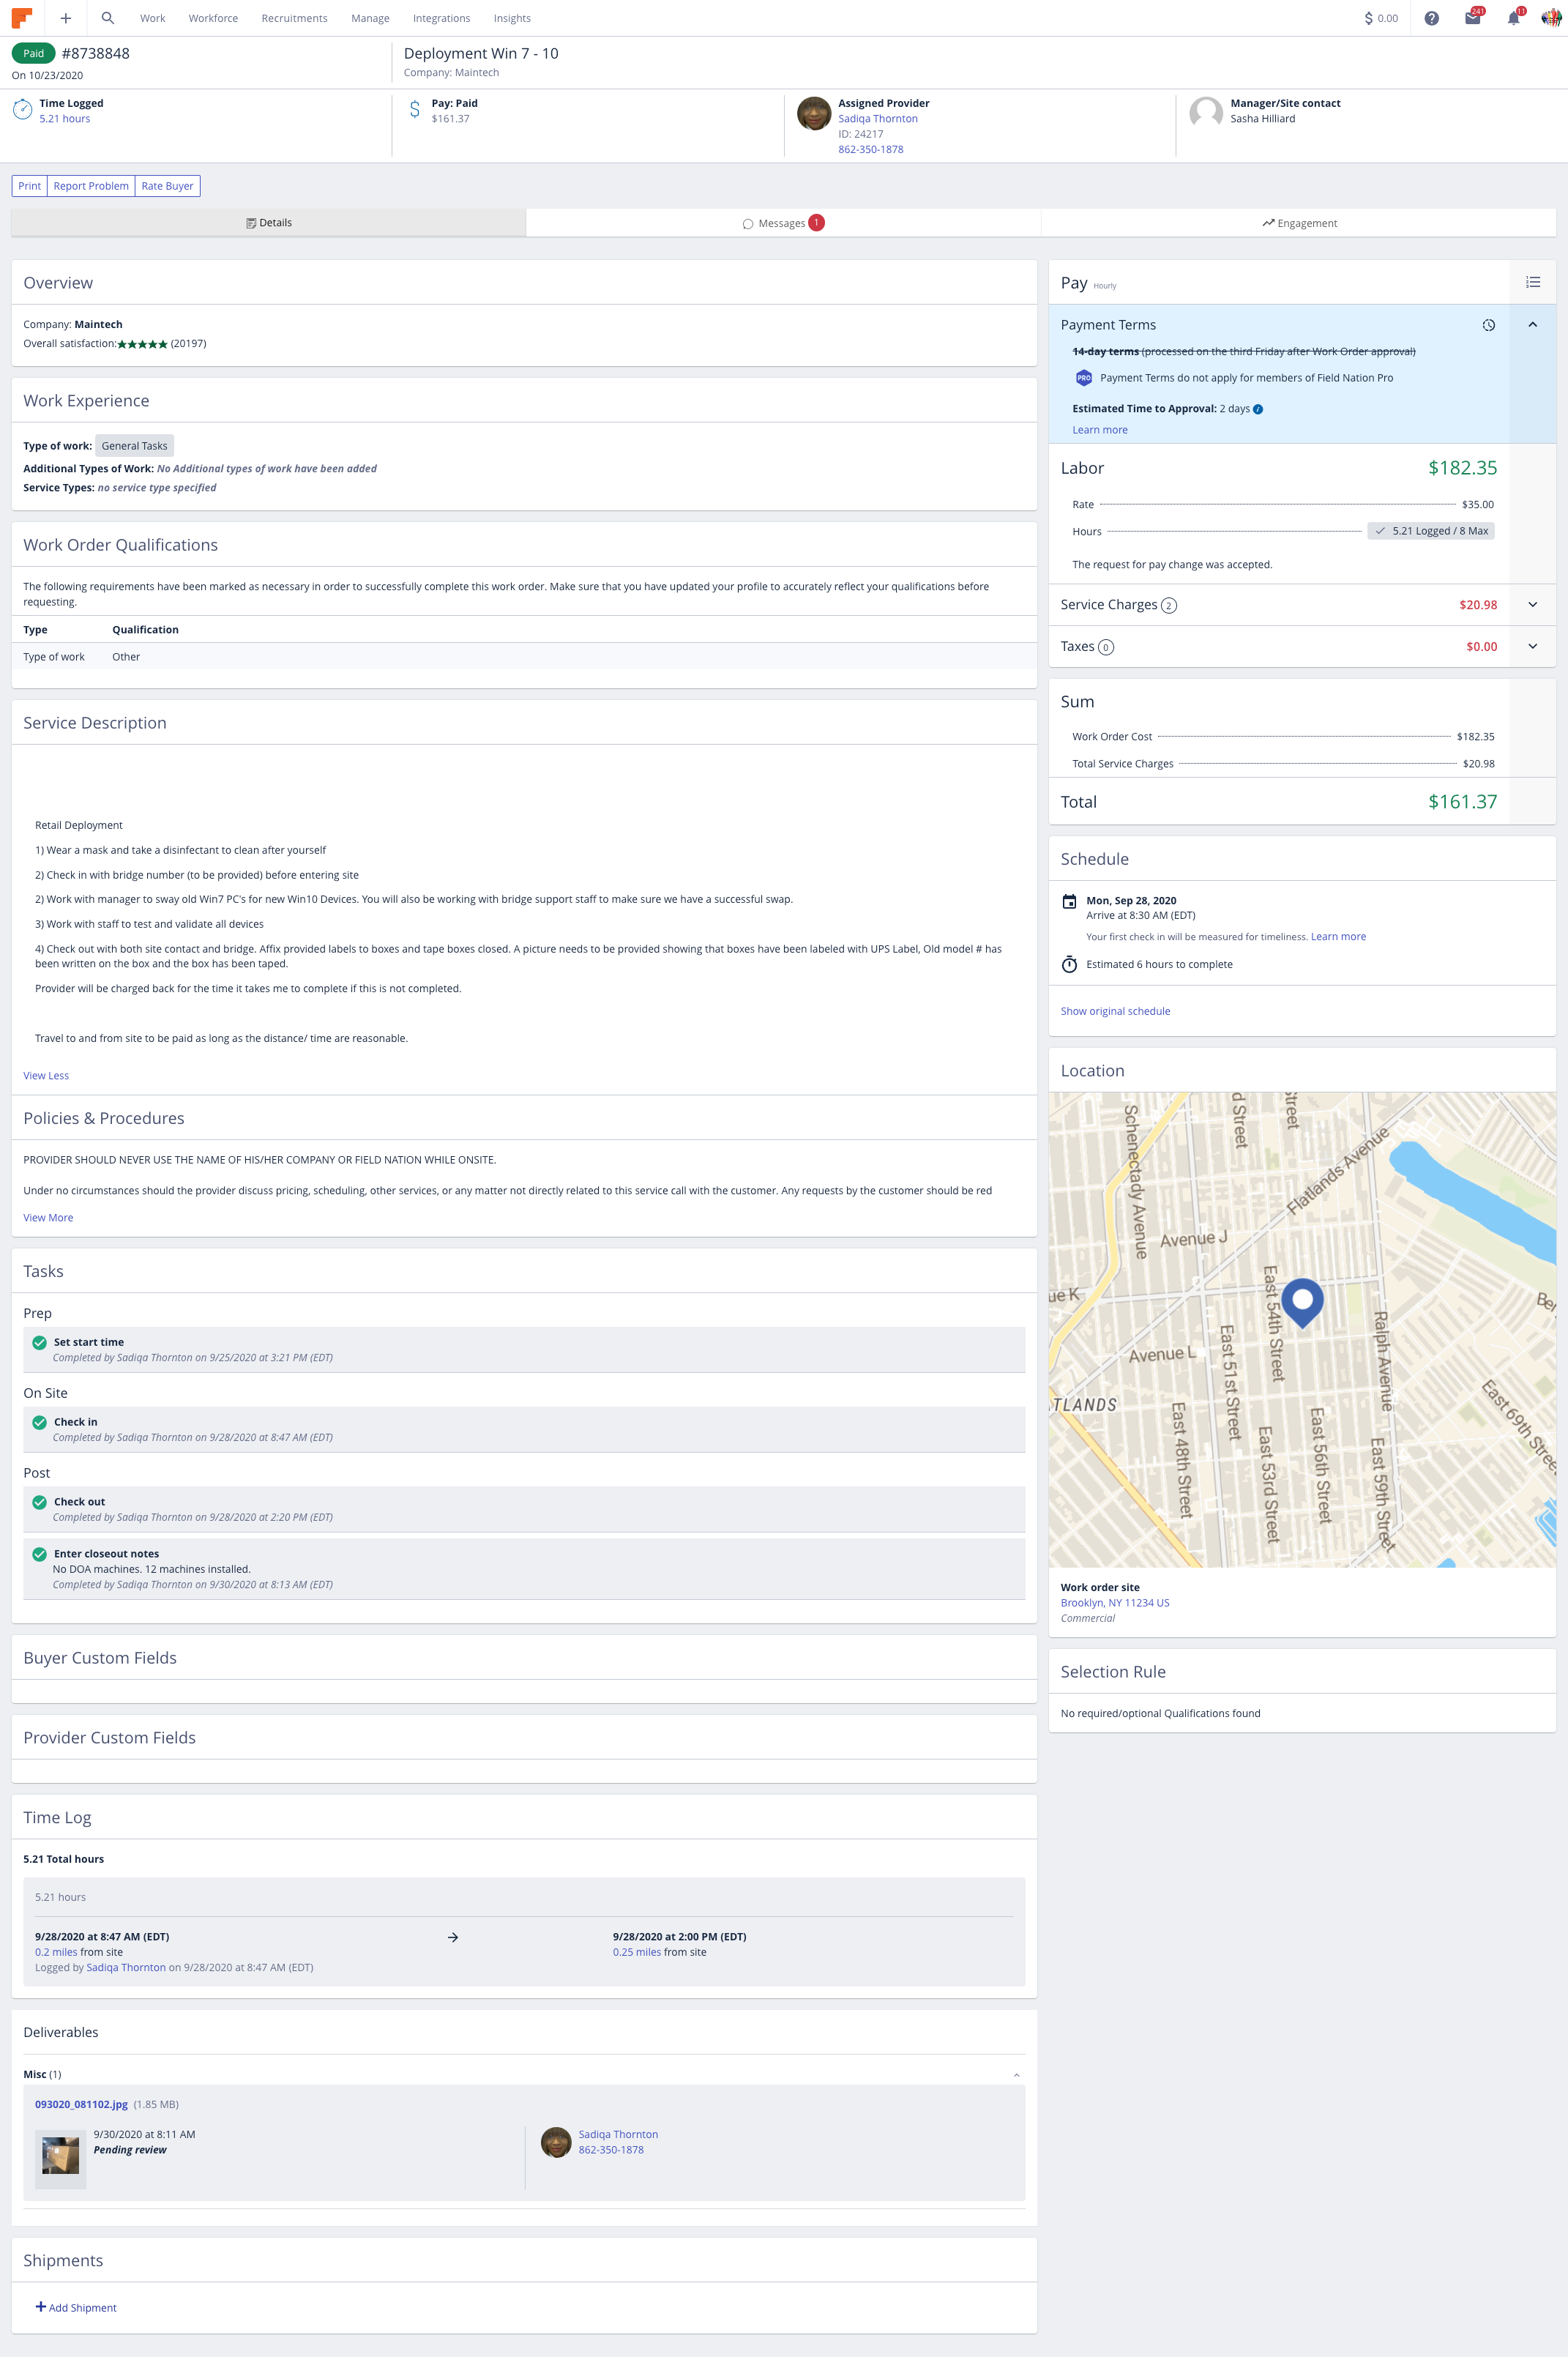 Work Workforce Recruitments Manage Integrations Insights
$ 0.00
241
11
Paid #8738848
On 10/23/2020
Deployment Win 7 - 10
Company: Maintech
Time Logged
5.21 hours
Pay: Paid
$161.37
Assigned Provider
Sadiqa Thornton
ID: 24217
862-350-1878
Manager/Site contact
Sasha Hilliard
Print Report Problem Rate Buyer
Details
Messages 1
Engagement
Overview
Company: Maintech
Overall satisfaction:★★★★★ (20197)
Work Experience
Type of work: General Tasks
Additional Types of Work: No Additional types of work have been added
Service Types: no service type specified
Work Order Qualifications
The following requirements have been marked as necessary in order to successfully complete this work order. Make sure that you have updated your profile to accurately reflect your qualifications before
requesting.
Type Qualification
Type of work Other
Service Description
Retail Deployment
1) Wear a mask and take a disinfectant to clean after yourself
2) Check in with bridge number (to be provided) before entering site
2) Work with manager to sway old Win7 PC's for new Win10 Devices. You will also be working with bridge support staff to make sure we have a successful swap.
3) Work with staff to test and validate all devices
4) Check out with both site contact and bridge. Affix provided labels to boxes and tape boxes closed. A picture needs to be provided showing that boxes have been labeled with UPS Label, Old model # has
been written on the box and the box has been taped.
Provider will be charged back for the time it takes me to complete if this is not completed.
Travel to and from site to be paid as long as the distance/ time are reasonable.
View Less
Policies & Procedures
PROVIDER SHOULD NEVER USE THE NAME OF HIS/HER COMPANY OR FIELD NATION WHILE ONSITE.
Under no circumstances should the provider discuss pricing, scheduling, other services, or any matter not directly related to this service call with the customer. Any requests by the customer should be red
View More
Tasks
Prep
Set start time
Completed by Sadiqa Thornton on 9/25/2020 at 3:21 PM (EDT)
On Site
Check in
Completed by Sadiqa Thornton on 9/28/2020 at 8:47 AM (EDT)
Post
Check out
Completed by Sadiqa Thornton on 9/28/2020 at 2:20 PM (EDT)
Enter closeout notes
No DOA machines. 12 machines installed.
Completed by Sadiqa Thornton on 9/30/2020 at 8:13 AM (EDT)
Buyer Custom Fields
Provider Custom Fields
Time Log
5.21 Total hours
5.21 hours
9/28/2020 at 8:47 AM (EDT) → 9/28/2020 at 2:00 PM (EDT)
0.2 miles from site 0.25 miles from site
Logged by Sadiqa Thornton on 9/28/2020 at 8:47 AM (EDT)
Deliverables
Misc (1)
093020_081102.jpg (1.85 MB)
9/30/2020 at 8:11 AM
Pending review
Sadiqa Thornton
862-350-1878
Shipments
Add Shipment
Pay Hourly
Payment Terms
14-day terms (processed on the third Friday after Work Order approval)
PRO Payment Terms do not apply for members of Field Nation Pro
Estimated Time to Approval: 2 days
Learn more
Labor $182.35
Rate $35.00
Hours 5.21 Logged / 8 Max
The request for pay change was accepted.
Service Charges 2 $20.98
Taxes 0 $0.00
Sum
Work Order Cost $182.35
Total Service Charges $20.98
Total $161.37
Schedule
Mon, Sep 28, 2020
Arrive at 8:30 AM (EDT)
Your first check in will be measured for timeliness. Learn more
Estimated 6 hours to complete
Show original schedule
Location
Schenectady Avenue
d Street
Street
Flatlands Avenue
Avenue J
ue K
East 54th Street
Ralph Avenue
Be
Avenue L
East 51st Street
TLANDS
East 48th Street
East 53rd Street
East 56th Street
East 59th Street
East 69th Stree
Work order site
Brooklyn, NY 11234 US
Commercial
Selection Rule
No required/optional Qualifications found